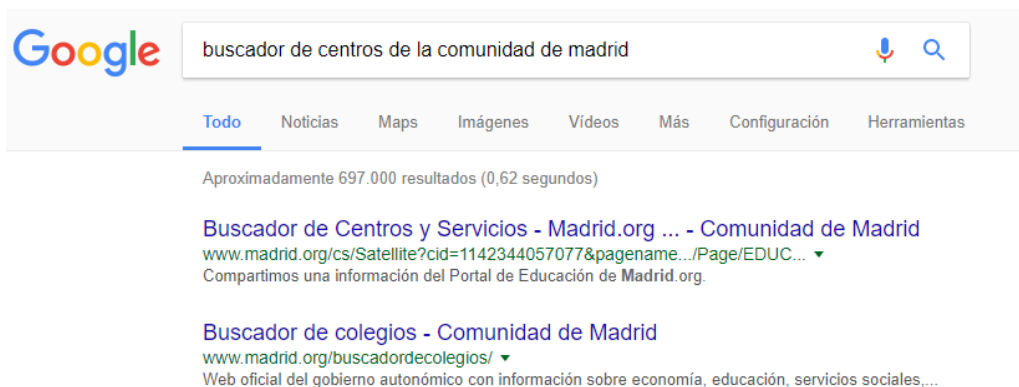 Google buscador de centros de la comunidad de madrid
Todo Noticias Maps Imágenes Vídeos Más Configuración Herramientas
Aproximadamente 697.000 resultados (0,62 segundos)
Buscador de Centros y Servicios - Madrid.org ... - Comunidad de Madrid
www.madrid.org/cs/Satellite?cid=1142344057077&pagename.../Page/EDUC...
Compartimos una información del Portal de Educación de Madrid.org.
Buscador de colegios - Comunidad de Madrid
www.madrid.org/buscadordecolegios/
Web oficial del gobierno autonómico con información sobre economía, educación, servicios sociales,...